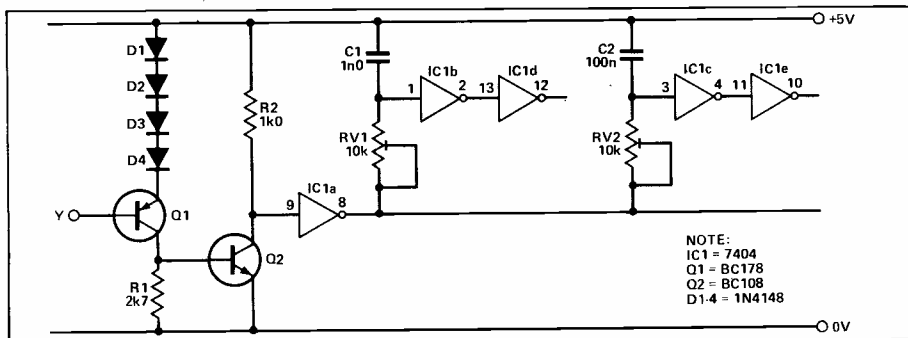 +5V
D1
D2
D3
D4
Y
Q1
R1
2k7
R2
1k0
Q2
IC1a
9
8
C1
1n0
RV1
10k
1
IC1b
2
13
IC1d
12
C2
100n
RV2
10k
3
IC1c
4
11
IC1e
10
NOTE:
IC1 = 7404
Q1 = BC178
Q2 = BC108
D1-4 = 1N4148
0V